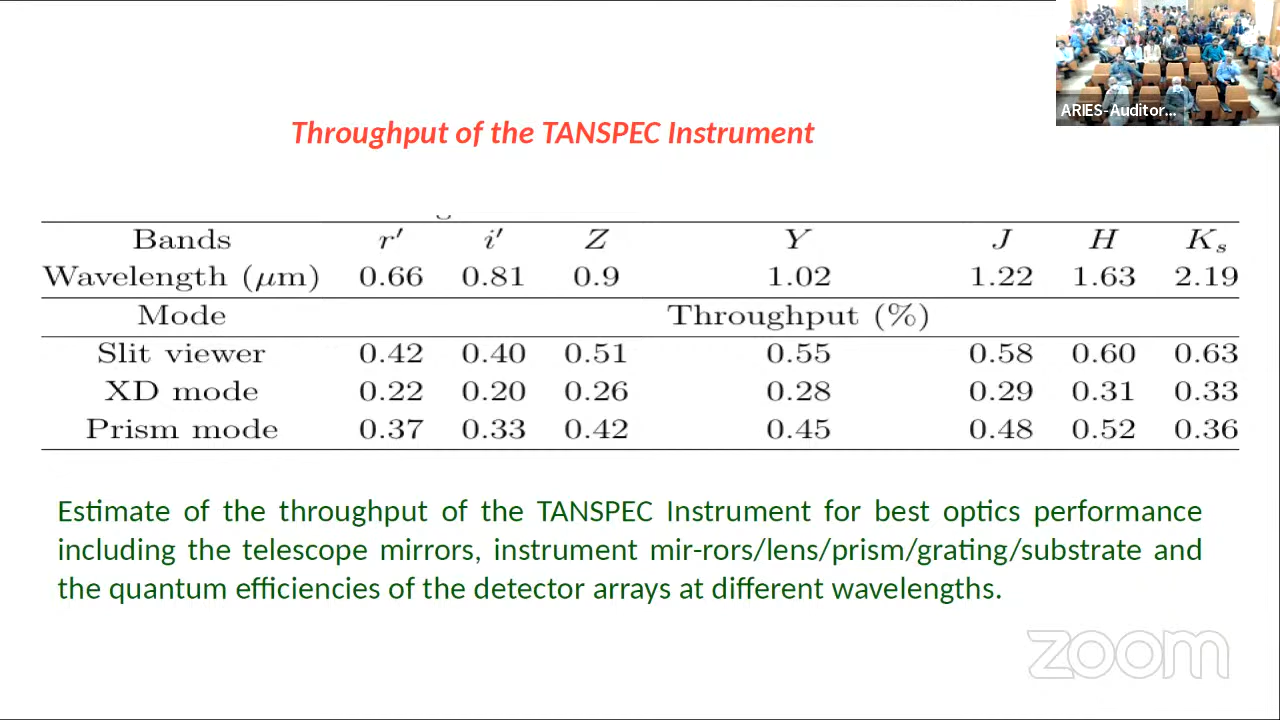 ARIES-Auditor...
Throughput of the TANSPEC Instrument
Bands r′ i′ Z Y J H Kₛ
Wavelength (μm) 0.66 0.81 0.9 1.02 1.22 1.63 2.19
Mode Throughput (%)
Slit viewer 0.42 0.40 0.51 0.55 0.58 0.60 0.63
XD mode 0.22 0.20 0.26 0.28 0.29 0.31 0.33
Prism mode 0.37 0.33 0.42 0.45 0.48 0.52 0.36
Estimate of the throughput of the TANSPEC Instrument for best optics performance
including the telescope mirrors, instrument mir-rors/lens/prism/grating/substrate and
the quantum efficiencies of the detector arrays at different wavelengths.
zoom